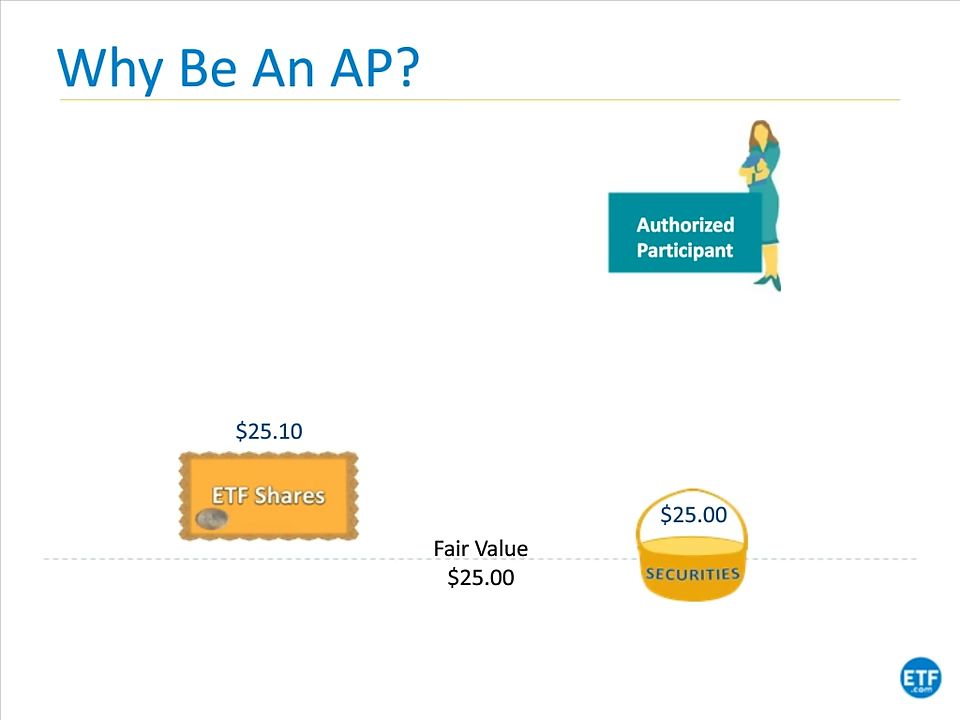 Why Be An AP?
Authorized
Participant
$25.10
ETF Shares
$25.00
Fair Value
$25.00
SECURITIES
ETF
.com